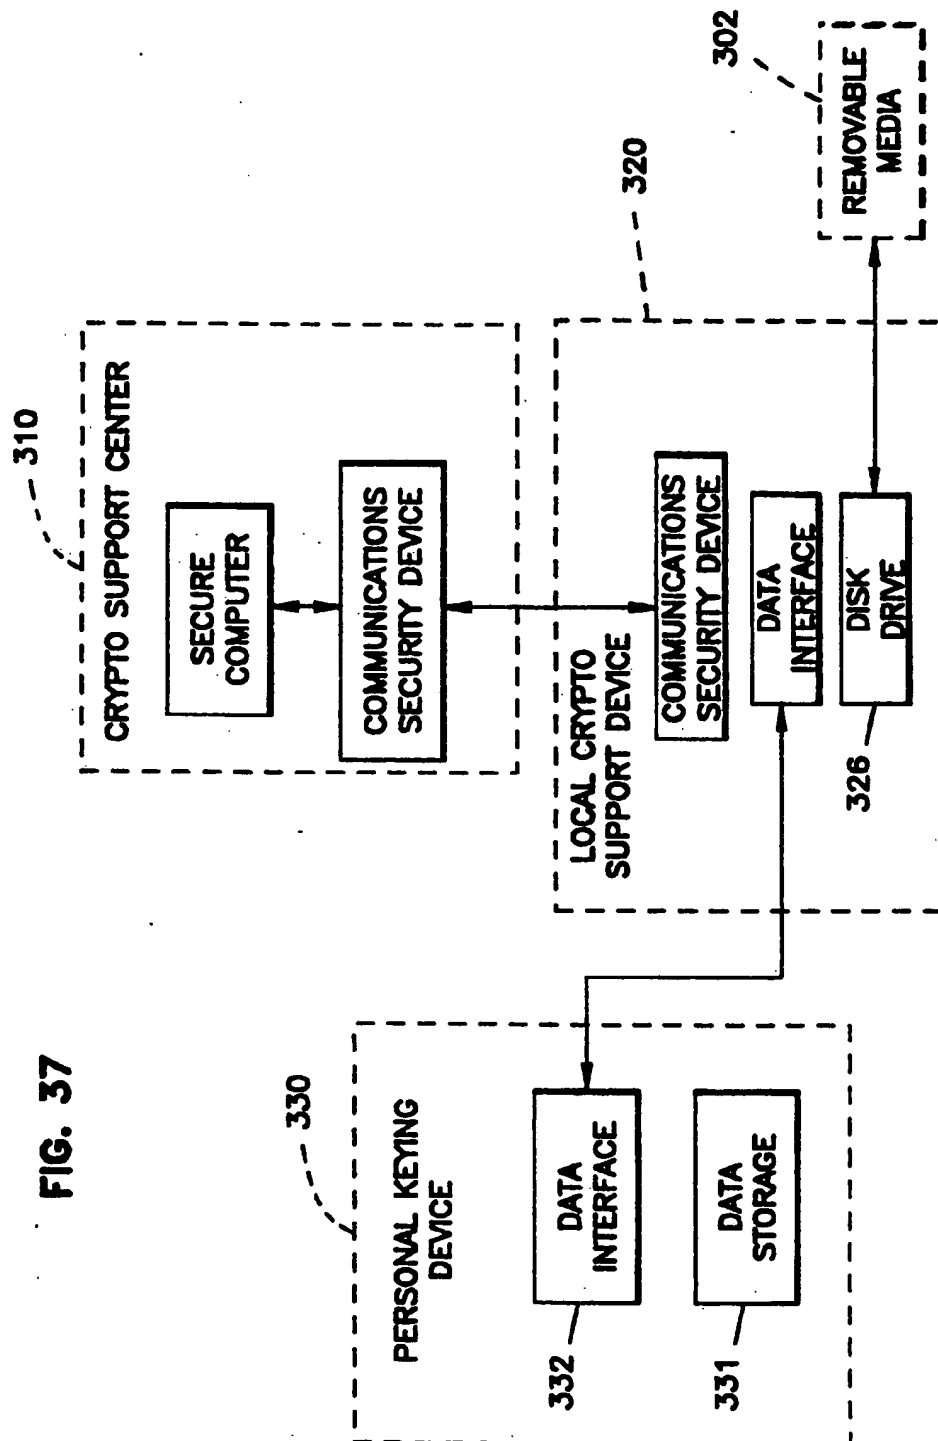 FIG. 37
310
CRYPTO SUPPORT CENTER
SECURE
COMPUTER
COMMUNICATIONS
SECURITY DEVICE
330
PERSONAL KEYING
DEVICE
332
DATA
INTERFACE
331
DATA
STORAGE
320
LOCAL CRYPTO
SUPPORT DEVICE
COMMUNICATIONS
SECURITY DEVICE
DATA
INTERFACE
326
DISK
DRIVE
302
REMOVABLE
MEDIA